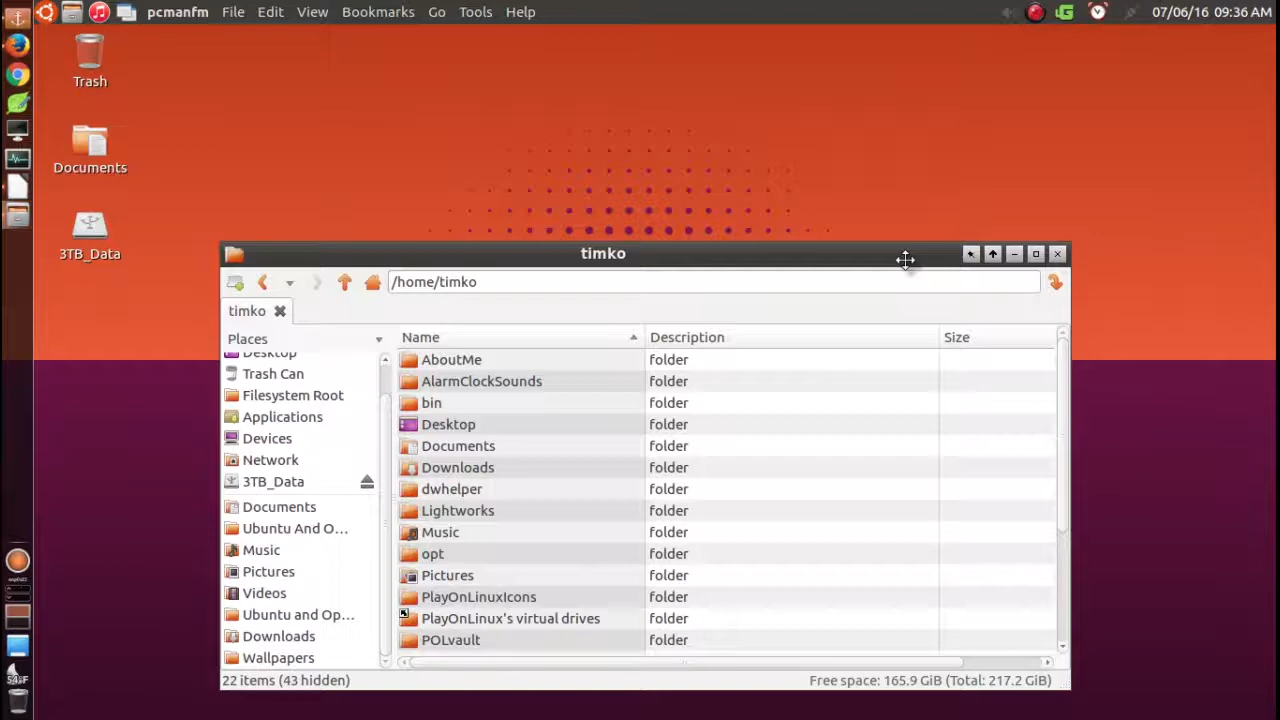 pcmanfm File Edit View Bookmarks Go Tools Help 07/06/16 09:36 AM
Trash
Documents
3TB_Data
timko
/home/timko
timko
Places
Desktop
Trash Can
Filesystem Root
Applications
Devices
Network
3TB_Data
Documents
Ubuntu And O...
Music
Pictures
Videos
Ubuntu and Op...
Downloads
Wallpapers
Name Description Size
AboutMe folder
AlarmClockSounds folder
bin folder
Desktop folder
Documents folder
Downloads folder
dwhelper folder
Lightworks folder
Music folder
opt folder
Pictures folder
PlayOnLinuxIcons folder
PlayOnLinux's virtual drives folder
POLvault folder
22 items (43 hidden) Free space: 165.9 GiB (Total: 217.2 GiB)
54°F